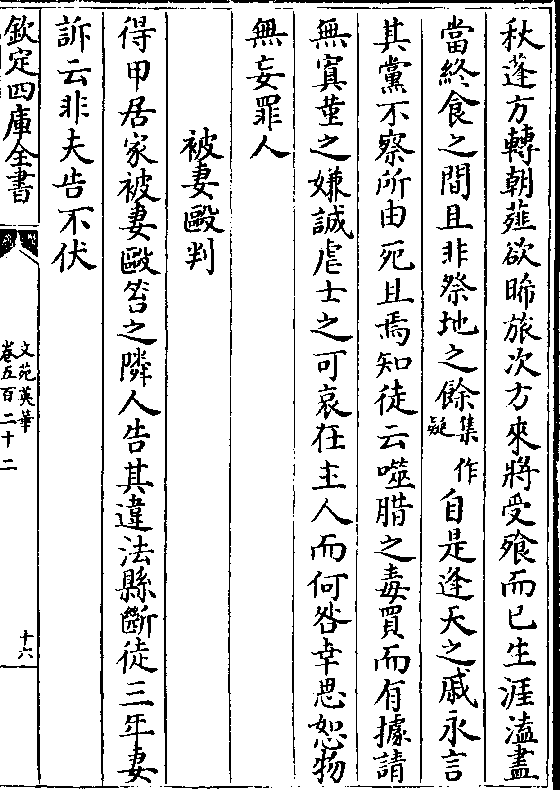 秋蓬方轉朝薤欲晞旅次方來將受飱而已生涯溘盡
當終食之間且非祭地之餘集作疑自是逢天之戚永言
其黨不察所由死且焉知徒云噬腊之毒買而有據請
無寘堇之嫌誠虐士之可哀在主人而何咎幸思恕物
無妄罪人
被妻毆判
得甲居家被妻毆笞之隣人告其違法縣斷徒三年妻
訴云非夫告不伏
欽定四庫全書
文苑英華
卷五百二十二
十六